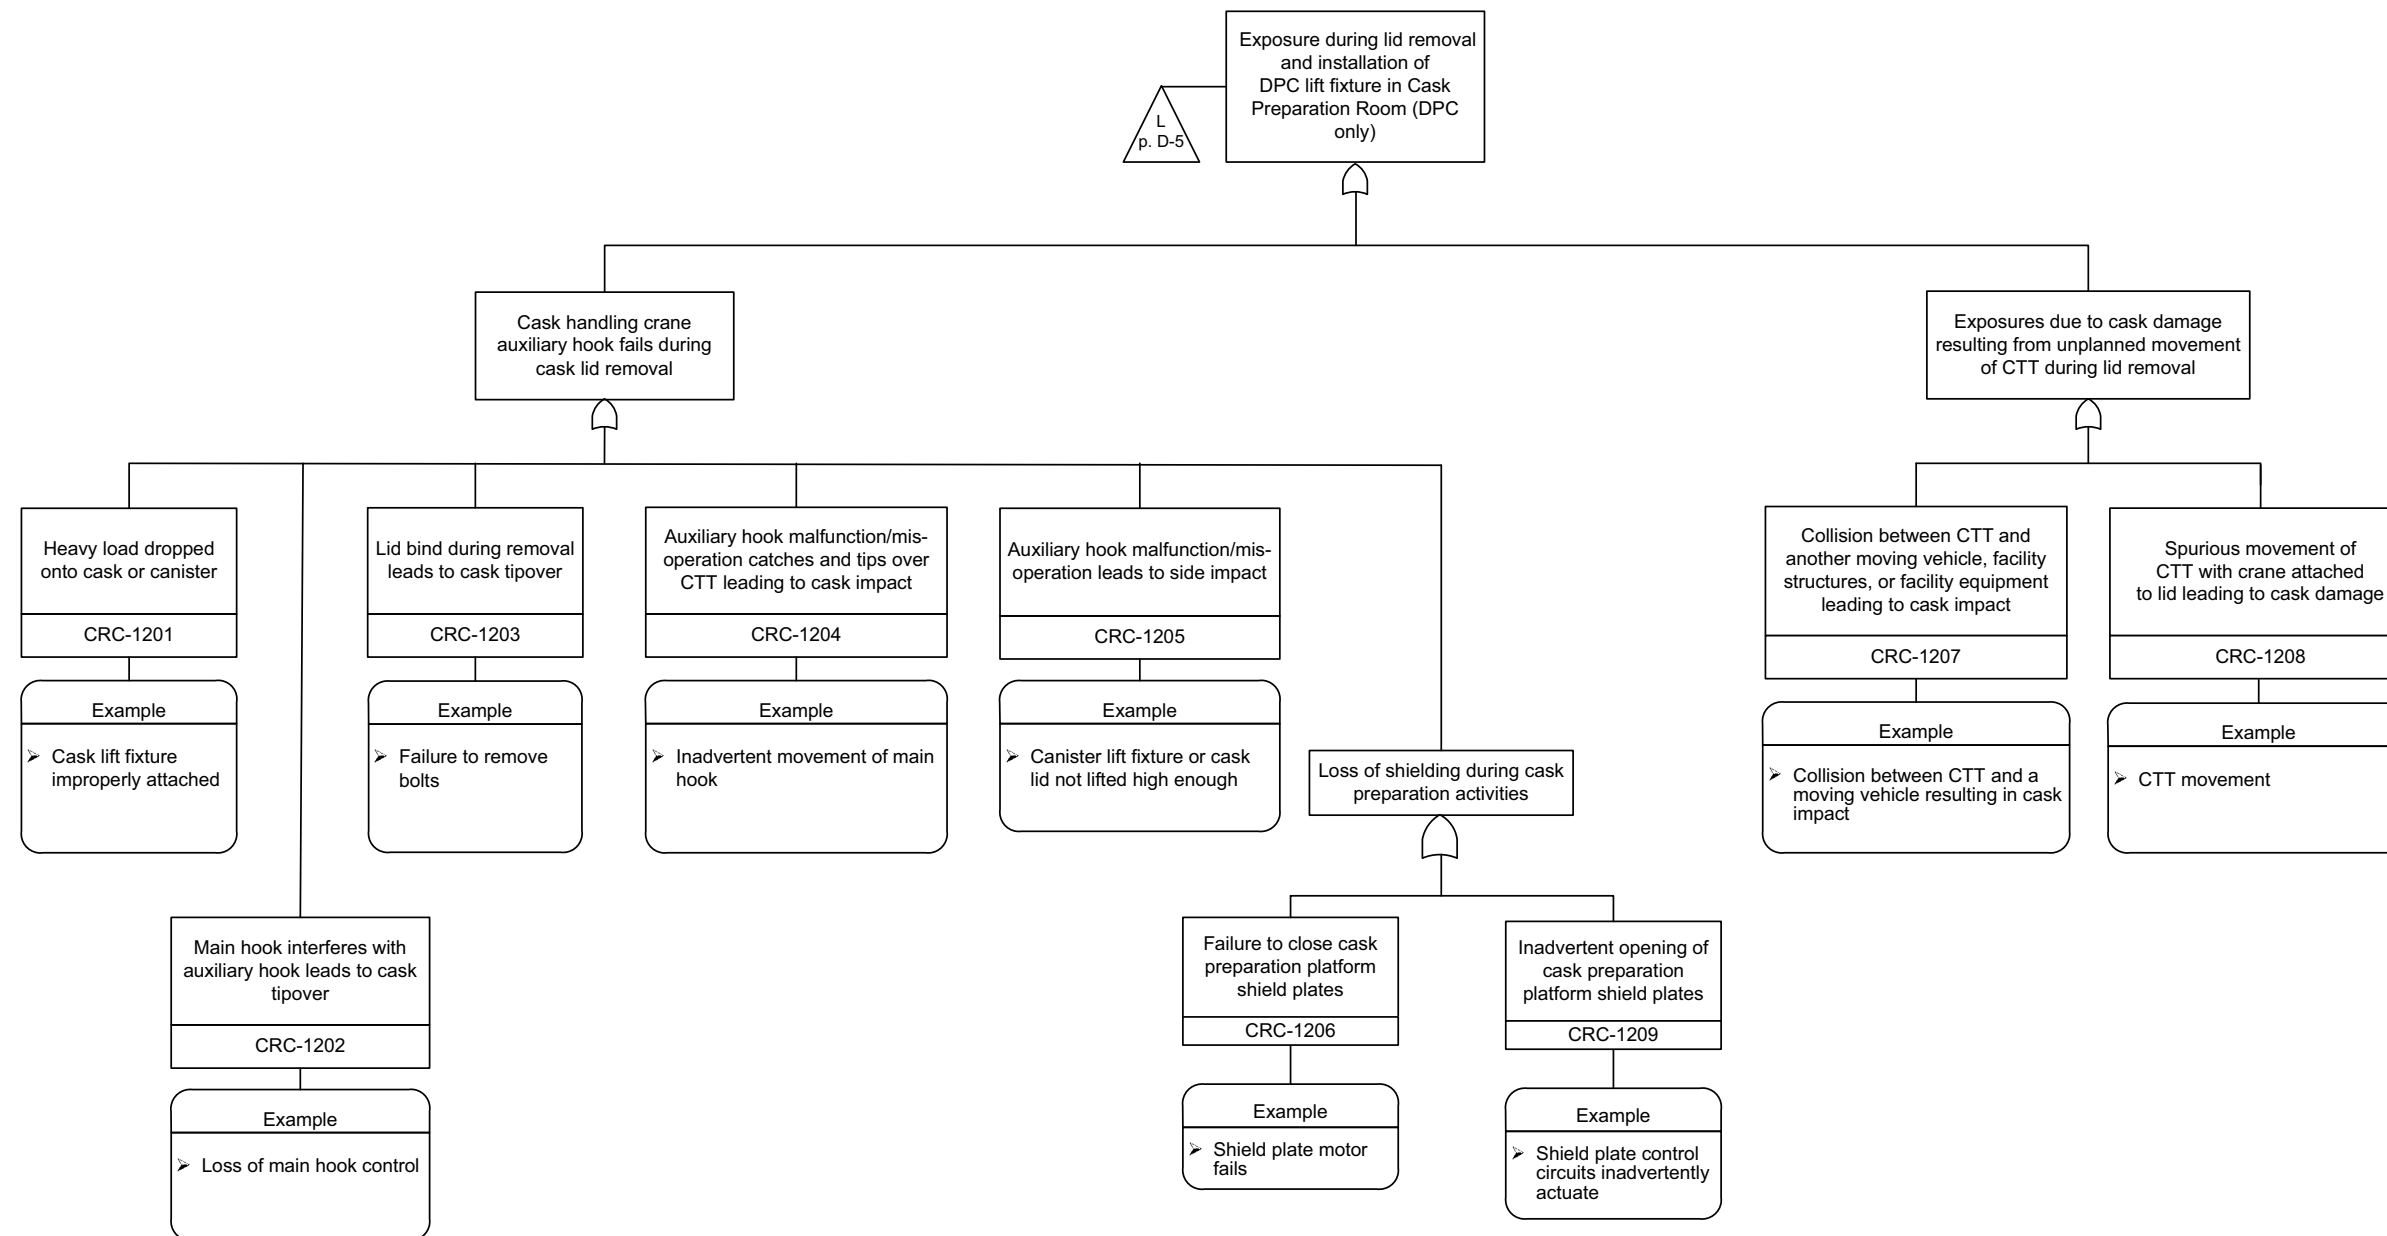 Exposure during lid removal
and installation of
DPC lift fixture in Cask
Preparation Room (DPC
only)
L
p. D-5
Cask handling crane
auxiliary hook fails during
cask lid removal
Exposures due to cask damage
resulting from unplanned movement
of CTT during lid removal
Heavy load dropped
onto cask or canister
CRC-1201
Example
➢ Cask lift fixture
improperly attached
Lid bind during removal
leads to cask tipover
CRC-1203
Example
➢ Failure to remove
bolts
Auxiliary hook malfunction/mis-
operation catches and tips over
CTT leading to cask impact
CRC-1204
Example
➢ Inadvertent movement of main
hook
Auxiliary hook malfunction/mis-
operation leads to side impact
CRC-1205
Example
➢ Canister lift fixture or cask
lid not lifted high enough
Collision between CTT and
another moving vehicle, facility
structures, or facility equipment
leading to cask impact
CRC-1207
Example
➢ Collision between CTT and a
moving vehicle resulting in cask
impact
Spurious movement of
CTT with crane attached
to lid leading to cask damage
CRC-1208
Example
➢ CTT movement
Loss of shielding during cask
preparation activities
Main hook interferes with
auxiliary hook leads to cask
tipover
CRC-1202
Example
➢ Loss of main hook control
Failure to close cask
preparation platform
shield plates
CRC-1206
Example
➢ Shield plate motor
fails
Inadvertent opening of
cask preparation
platform shield plates
CRC-1209
Example
➢ Shield plate control
circuits inadvertently
actuate